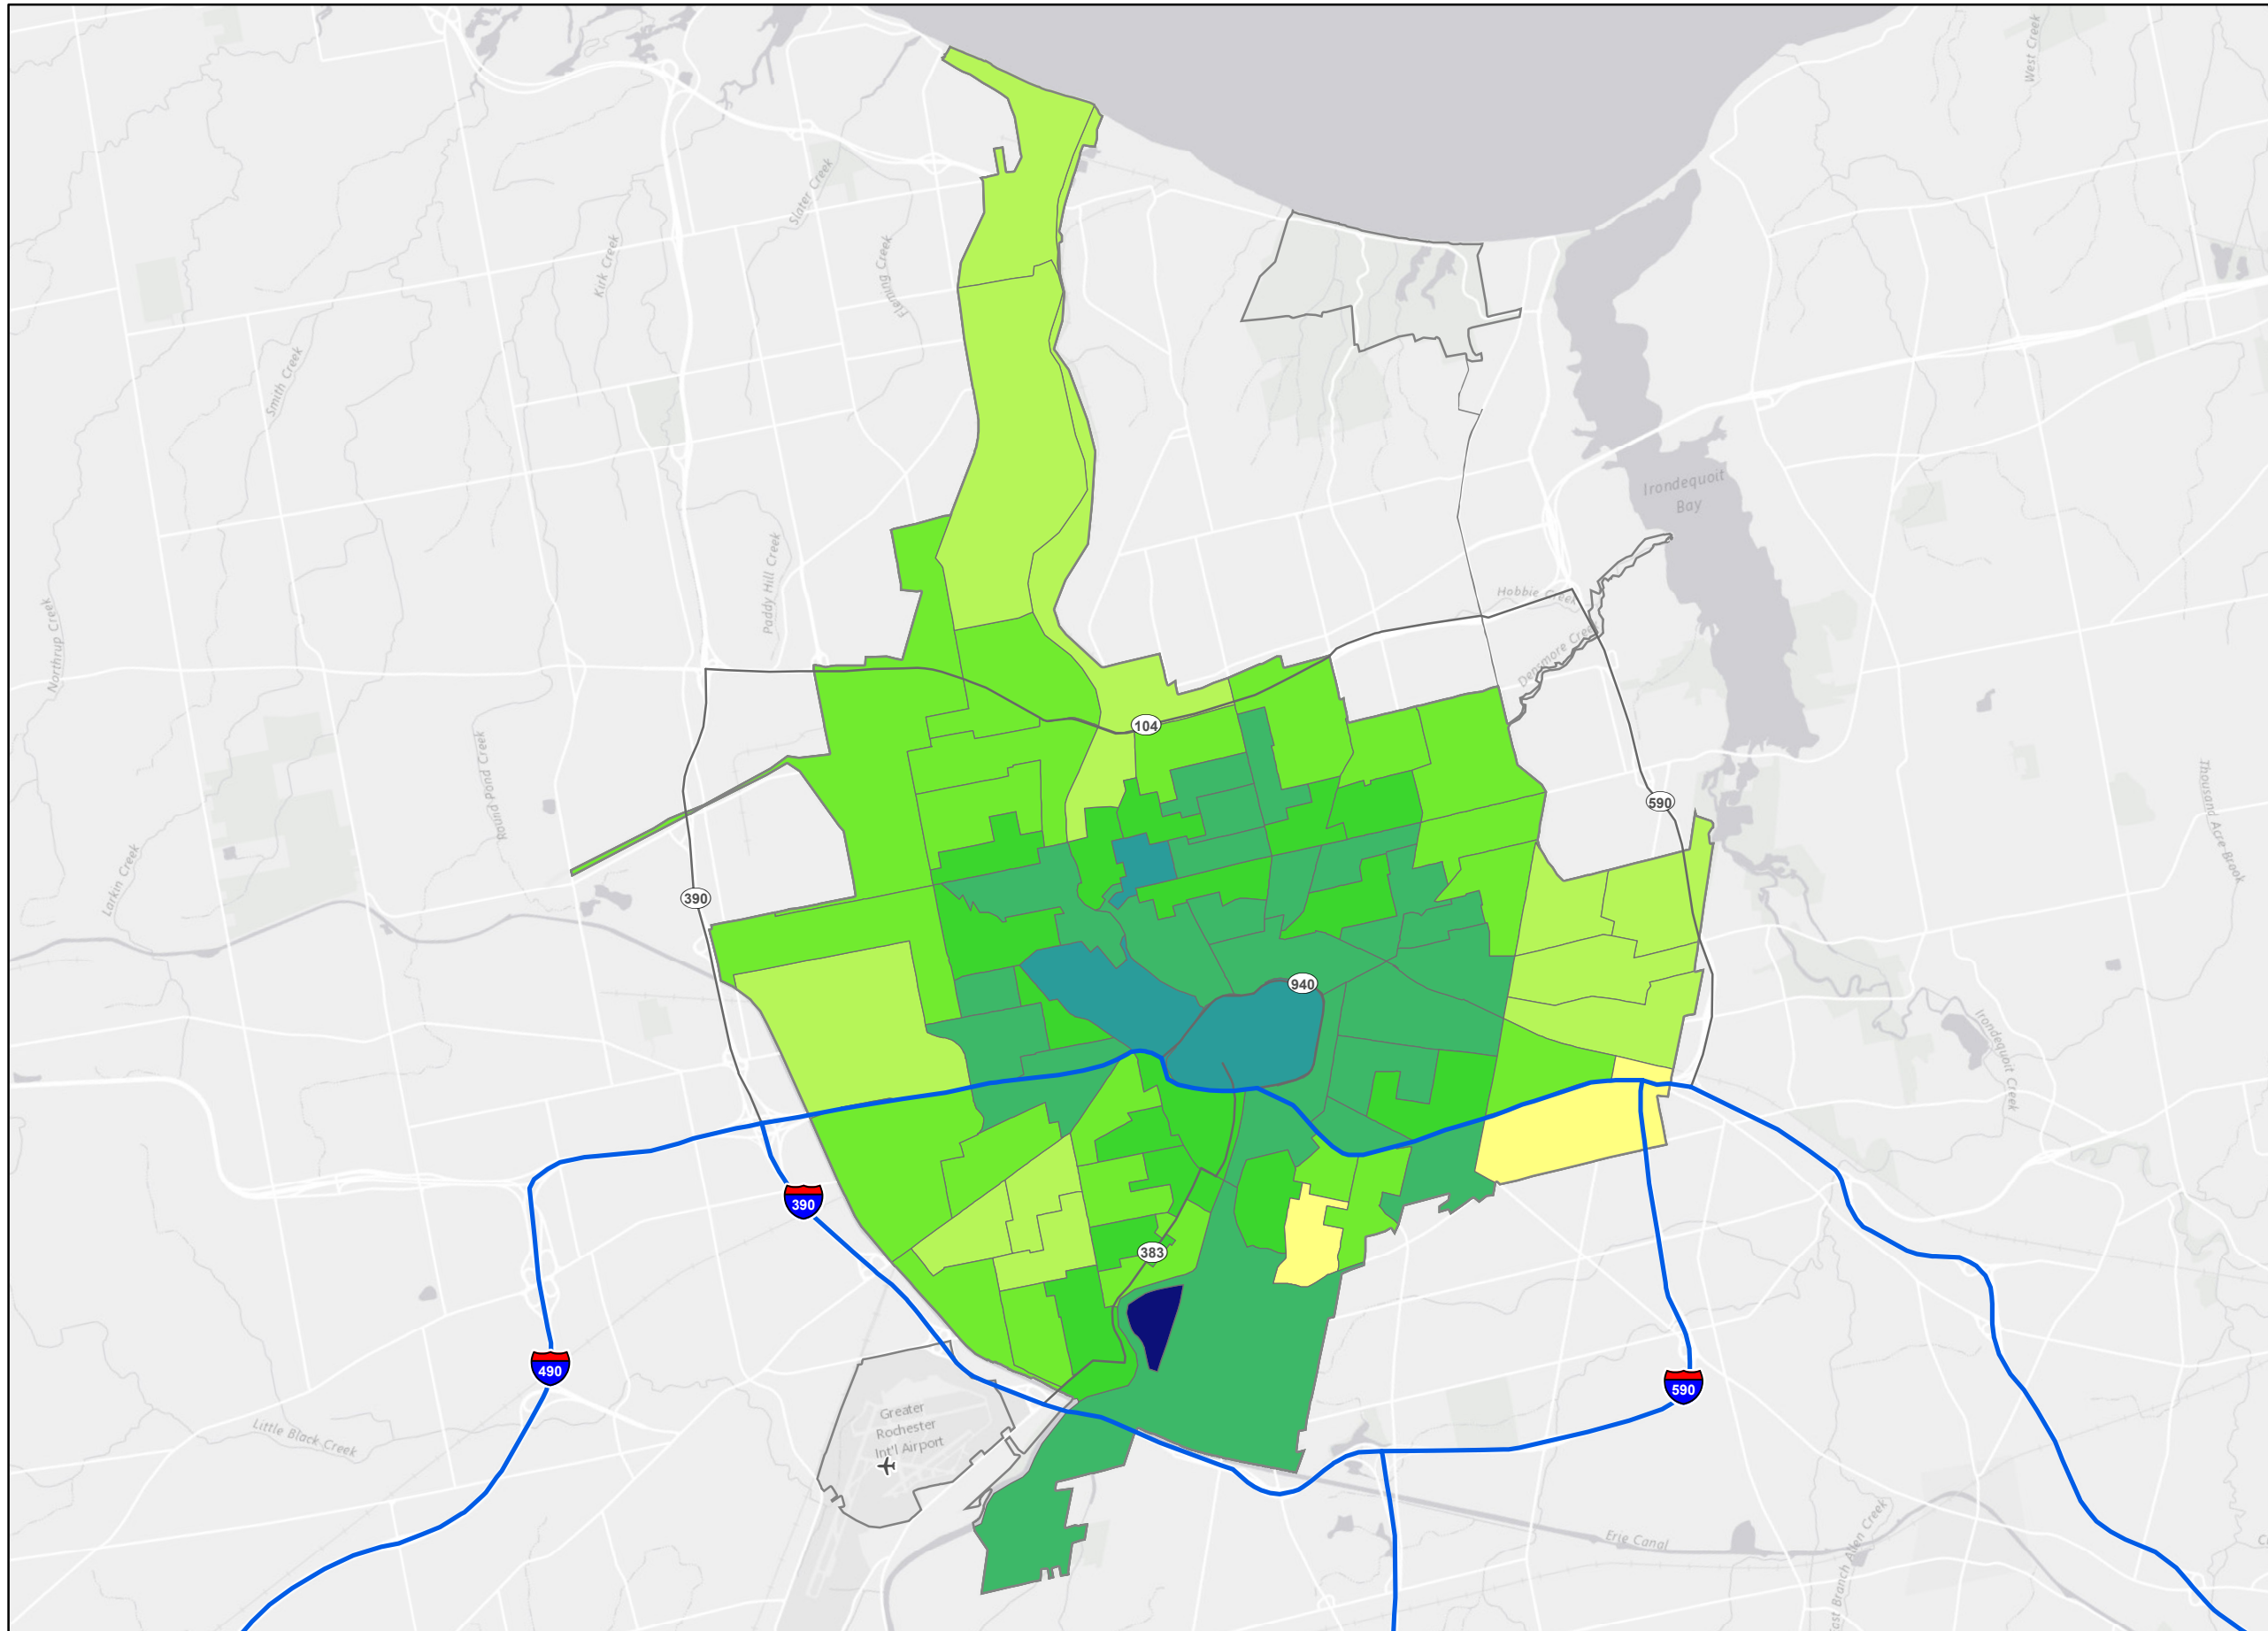 West Creek
Slater Creek
Kirk Creek
Fleming Creek
Smith Creek
Irondequoit
Bay
Paddy Hill Creek
Hobbie Creek
Densmore Creek
Northrup Creek
104
Round Pond Creek
590
Thousand Acre Brook
Larkin Creek
390
940
Irondequoit Creek
390
383
490
590
Greater
Rochester
Int'l Airport
Little Black Creek
Erie Canal
East Branch Allen Creek